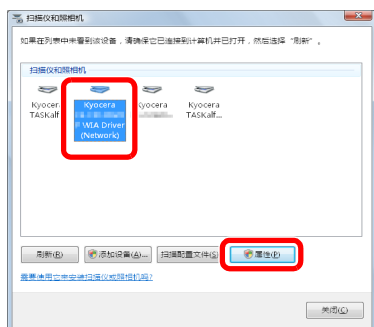 扫描仪和照相机
如果在列表中未看到该设备，请确保它已连接到计算机并已打开，然后选择“刷新”。
扫描仪和照相机
Kyocera Kyocera Kyocera Kyocera
TASKalf TASKalf...
WIA Driver
(Network)
刷新(R) 添加设备(A)... 扫描配置文件(S) 属性(P)
需要使用它来安装扫描仪或照相机吗?
关闭(C)